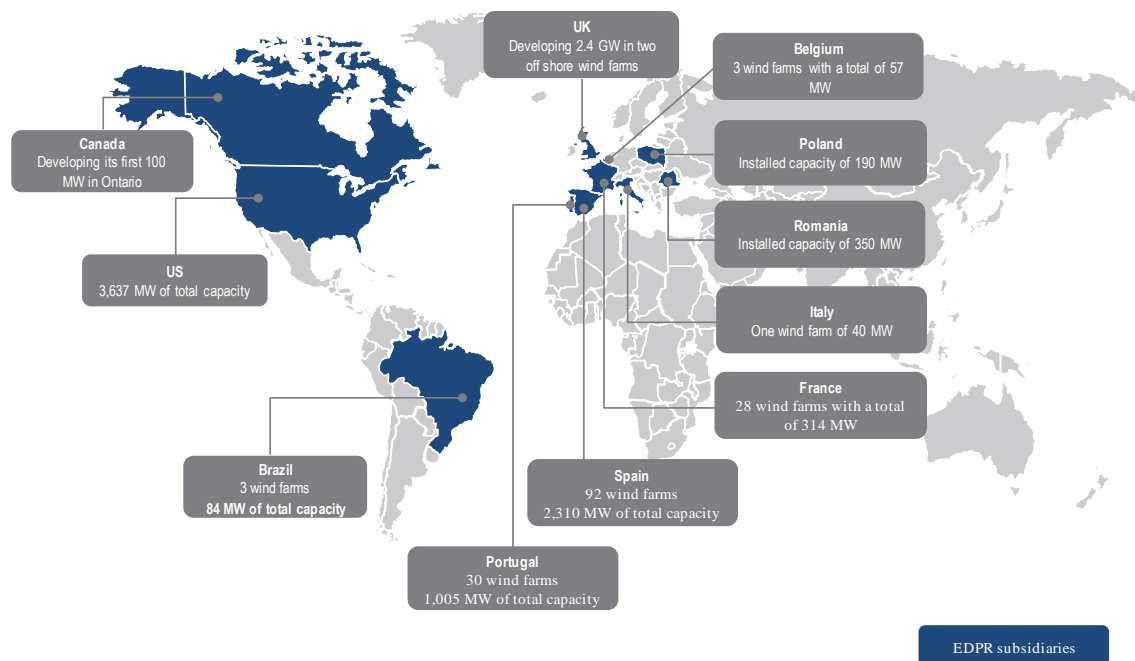 UK
Developing 2.4 GW in two
off shore wind farms
Belgium
3 wind farms with a total of 57
MW
Canada
Developing its first 100
MW in Ontario
Poland
Installed capacity of 190 MW
Romania
Installed capacity of 350 MW
US
3,637 MW of total capacity
Italy
One wind farm of 40 MW
France
28 wind farms with a total
of 314 MW
Brazil
3 wind farms
84 MW of total capacity
Spain
92 wind farms
2,310 MW of total capacity
Portugal
30 wind farms
1,005 MW of total capacity
EDPR subsidiaries